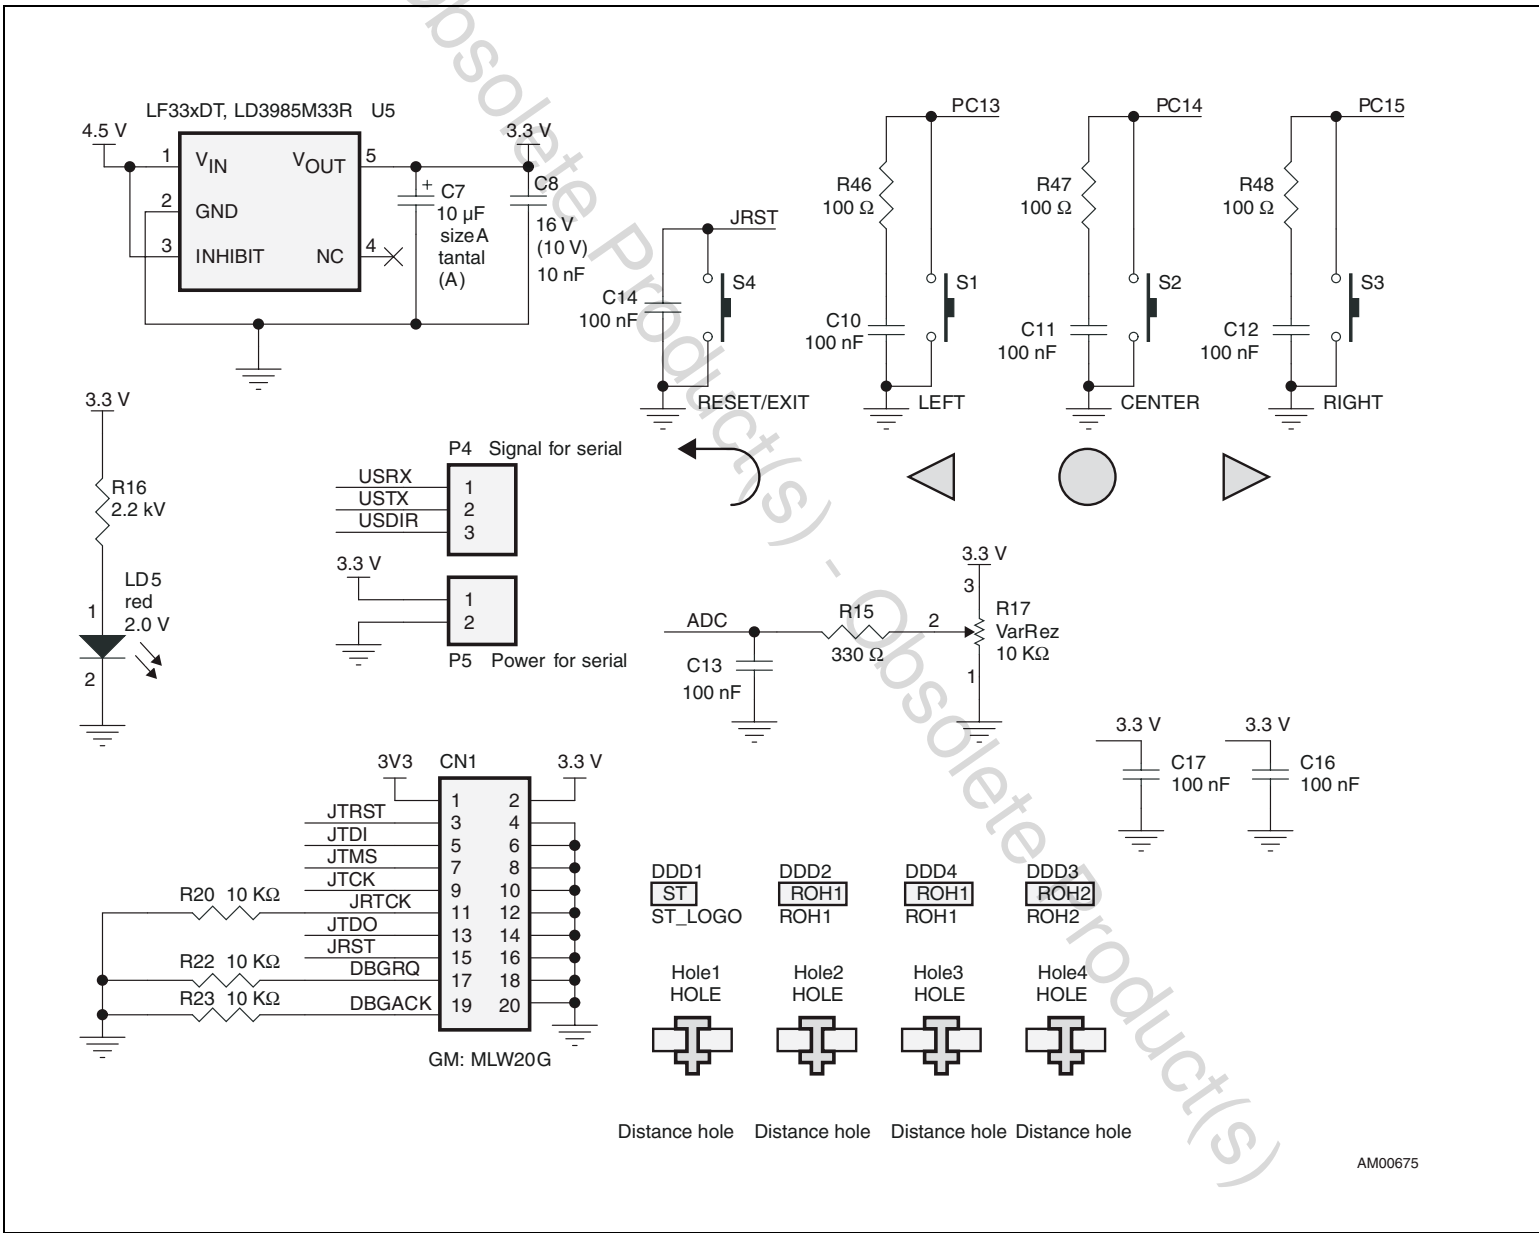 Obsolete Product(s) - Obsolete Product(s)
LF33xDT, LD3985M33R U5
4.5 V
3.3 V
1 VIN VOUT 5
2 GND
3 INHIBIT NC 4
+ C7
10 µF
sizeA
tantal
(A)
C8
16 V
(10 V)
10 nF
JRST
C14
100 nF
S4
RESET/EXIT
PC13
R46
100 Ω
S1
C10
100 nF
LEFT
PC14
R47
100 Ω
S2
C11
100 nF
CENTER
PC15
R48
100 Ω
S3
C12
100 nF
RIGHT
3.3 V
R16
2.2 kV
LD5
red
2.0 V
1
2
P4 Signal for serial
USRX 1
USTX 2
USDIR 3
3.3 V
1
2
P5 Power for serial
ADC
R15
330 Ω
C13
100 nF
3.3 V
3
2
1
R17
VarRez
10 KΩ
3.3 V
C17
100 nF
3.3 V
C16
100 nF
3V3 CN1 3.3 V
1 2
JTRST 3 4
JTDI 5 6
JTMS 7 8
JTCK 9 10
R20 10 KΩ JRTCK 11 12
JTDO 13 14
JRST 15 16
R22 10 KΩ DBGRQ 17 18
R23 10 KΩ DBGACK 19 20
GM: MLW20G
DDD1 DDD2 DDD4 DDD3
ST ROH1 ROH1 ROH2
ST_LOGO ROH1 ROH1 ROH2
Hole1 Hole2 Hole3 Hole4
HOLE HOLE HOLE HOLE
Distance hole Distance hole Distance hole Distance hole
AM00675